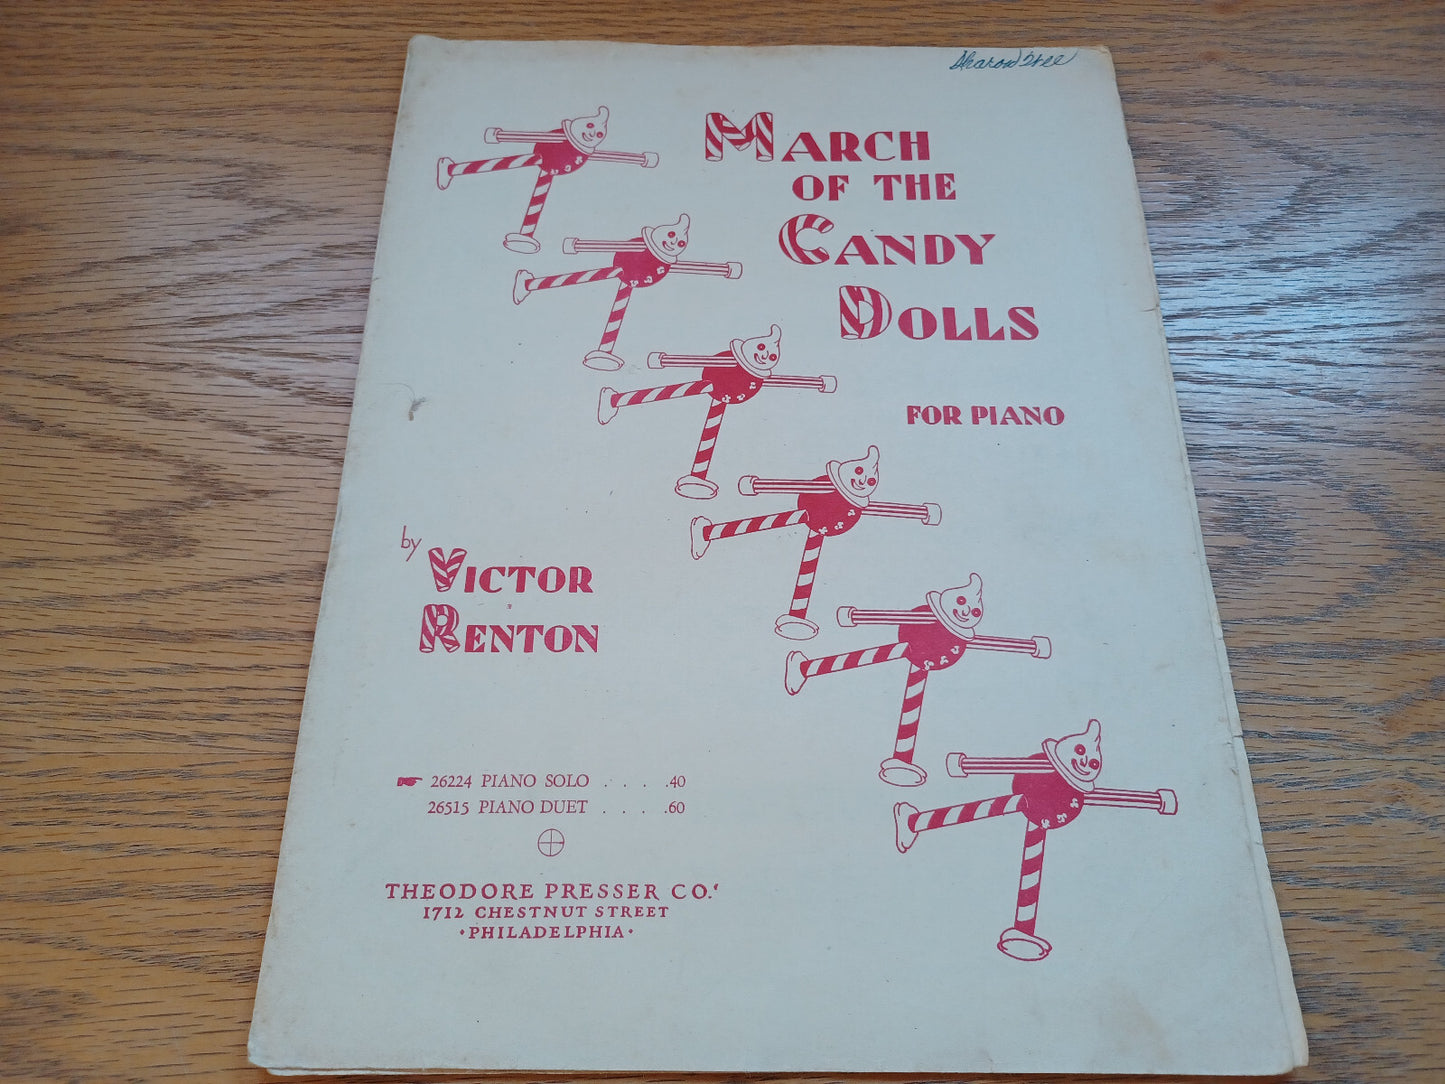 Sharon
MARCH
OF THE
CANDY
DOLLS
FOR PIANO
by
VICTOR
RENTON
26224 PIANO SOLO . . . .40
26515 PIANO DUET . . . .60
THEODORE PRESSER CO.
1712 CHESTNUT STREET
• PHILADELPHIA •